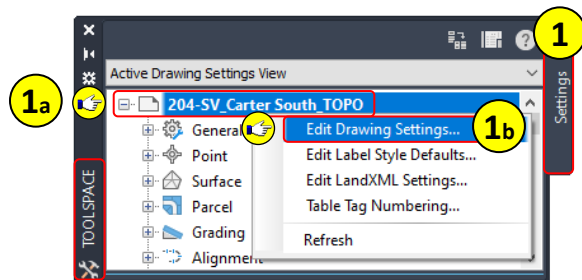 1
Active Drawing Settings View
Settings
1a
204-SV_Carter South_TOPO
General
Edit Drawing Settings...
1b
Point
Edit Label Style Defaults...
Surface
Edit LandXML Settings...
Parcel
Table Tag Numbering...
Grading
Refresh
Alignment
TOOLSPACE